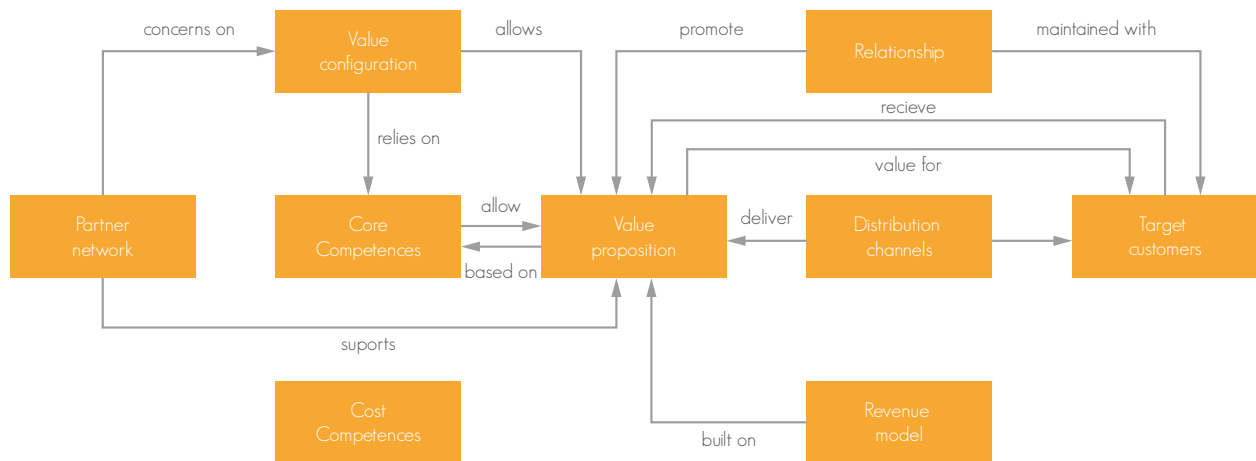 concerns on
Value
configuration
allows
promote
Relationship
maintained with
recieve
relies on
value for
Partner
network
Core
Competences
allow
based on
Value
proposition
deliver
Distribution
channels
Target
customers
suports
Cost
Competences
built on
Revenue
model